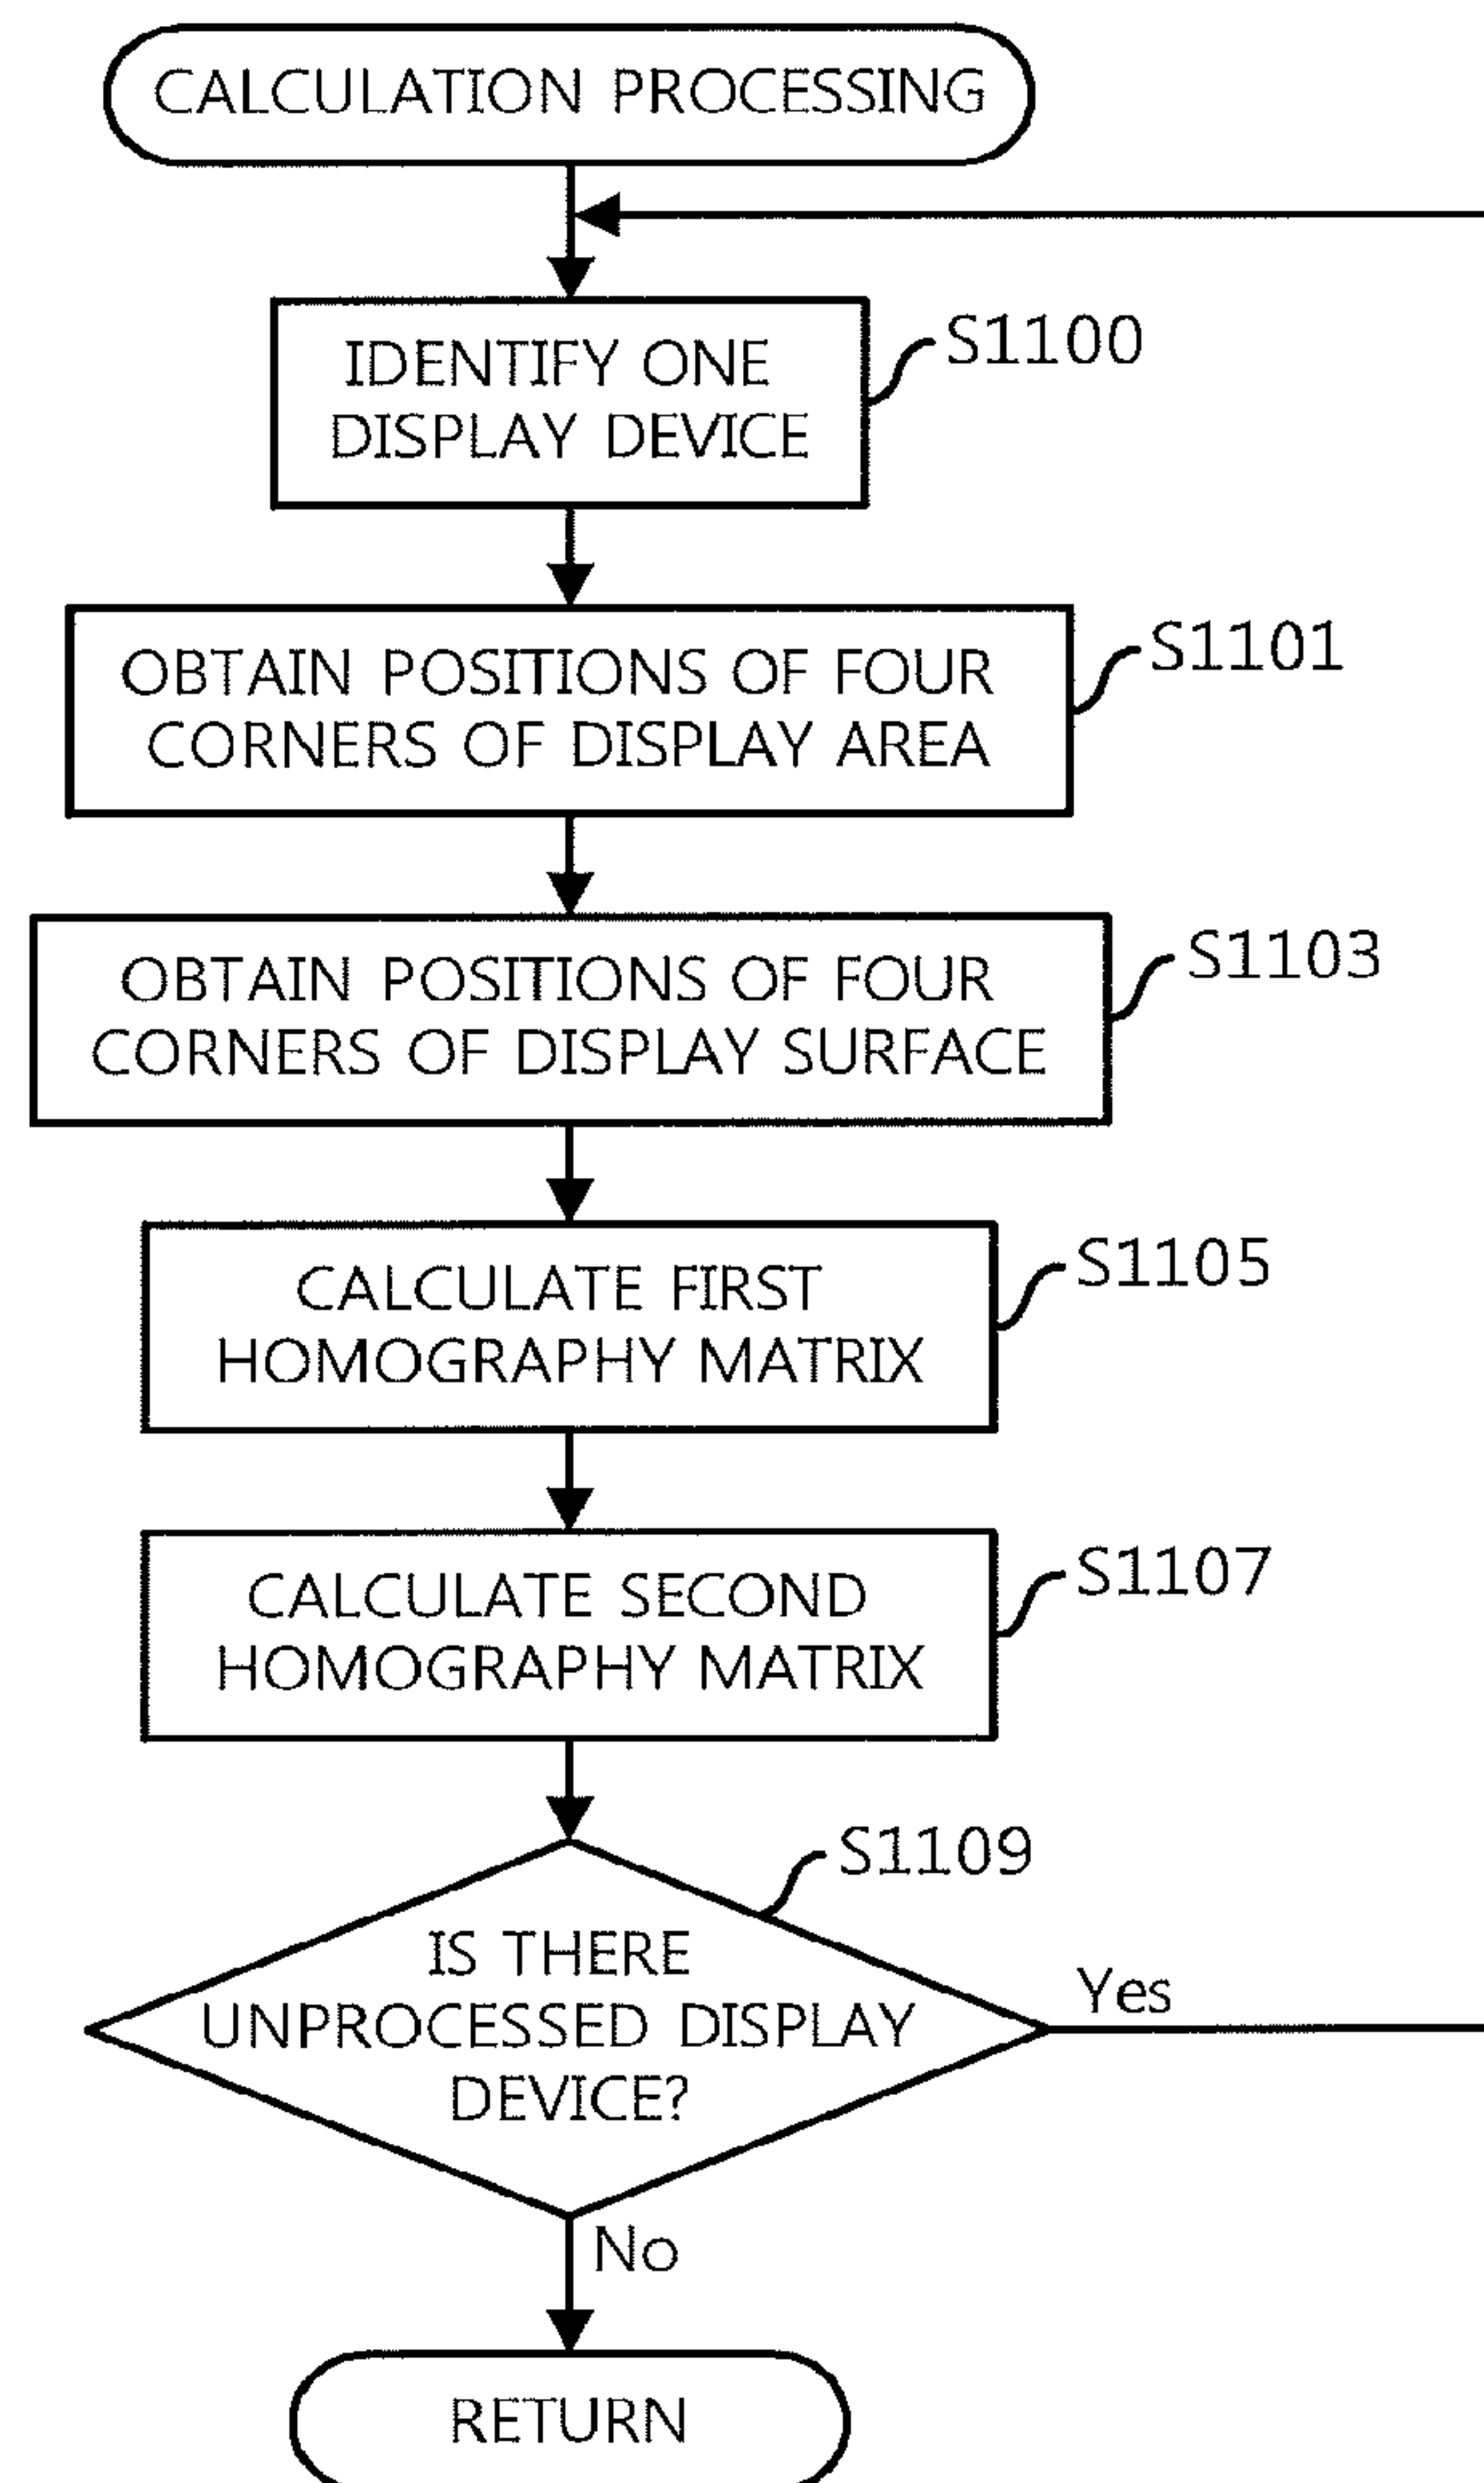 CALCULATION PROCESSING
IDENTIFY ONE
DISPLAY DEVICE
S1100
OBTAIN POSITIONS OF FOUR
CORNERS OF DISPLAY AREA
S1101
OBTAIN POSITIONS OF FOUR
CORNERS OF DISPLAY SURFACE
S1103
CALCULATE FIRST
HOMOGRAPHY MATRIX
S1105
CALCULATE SECOND
HOMOGRAPHY MATRIX
S1107
S1109
IS THERE
UNPROCESSED DISPLAY
DEVICE?
Yes
No
RETURN